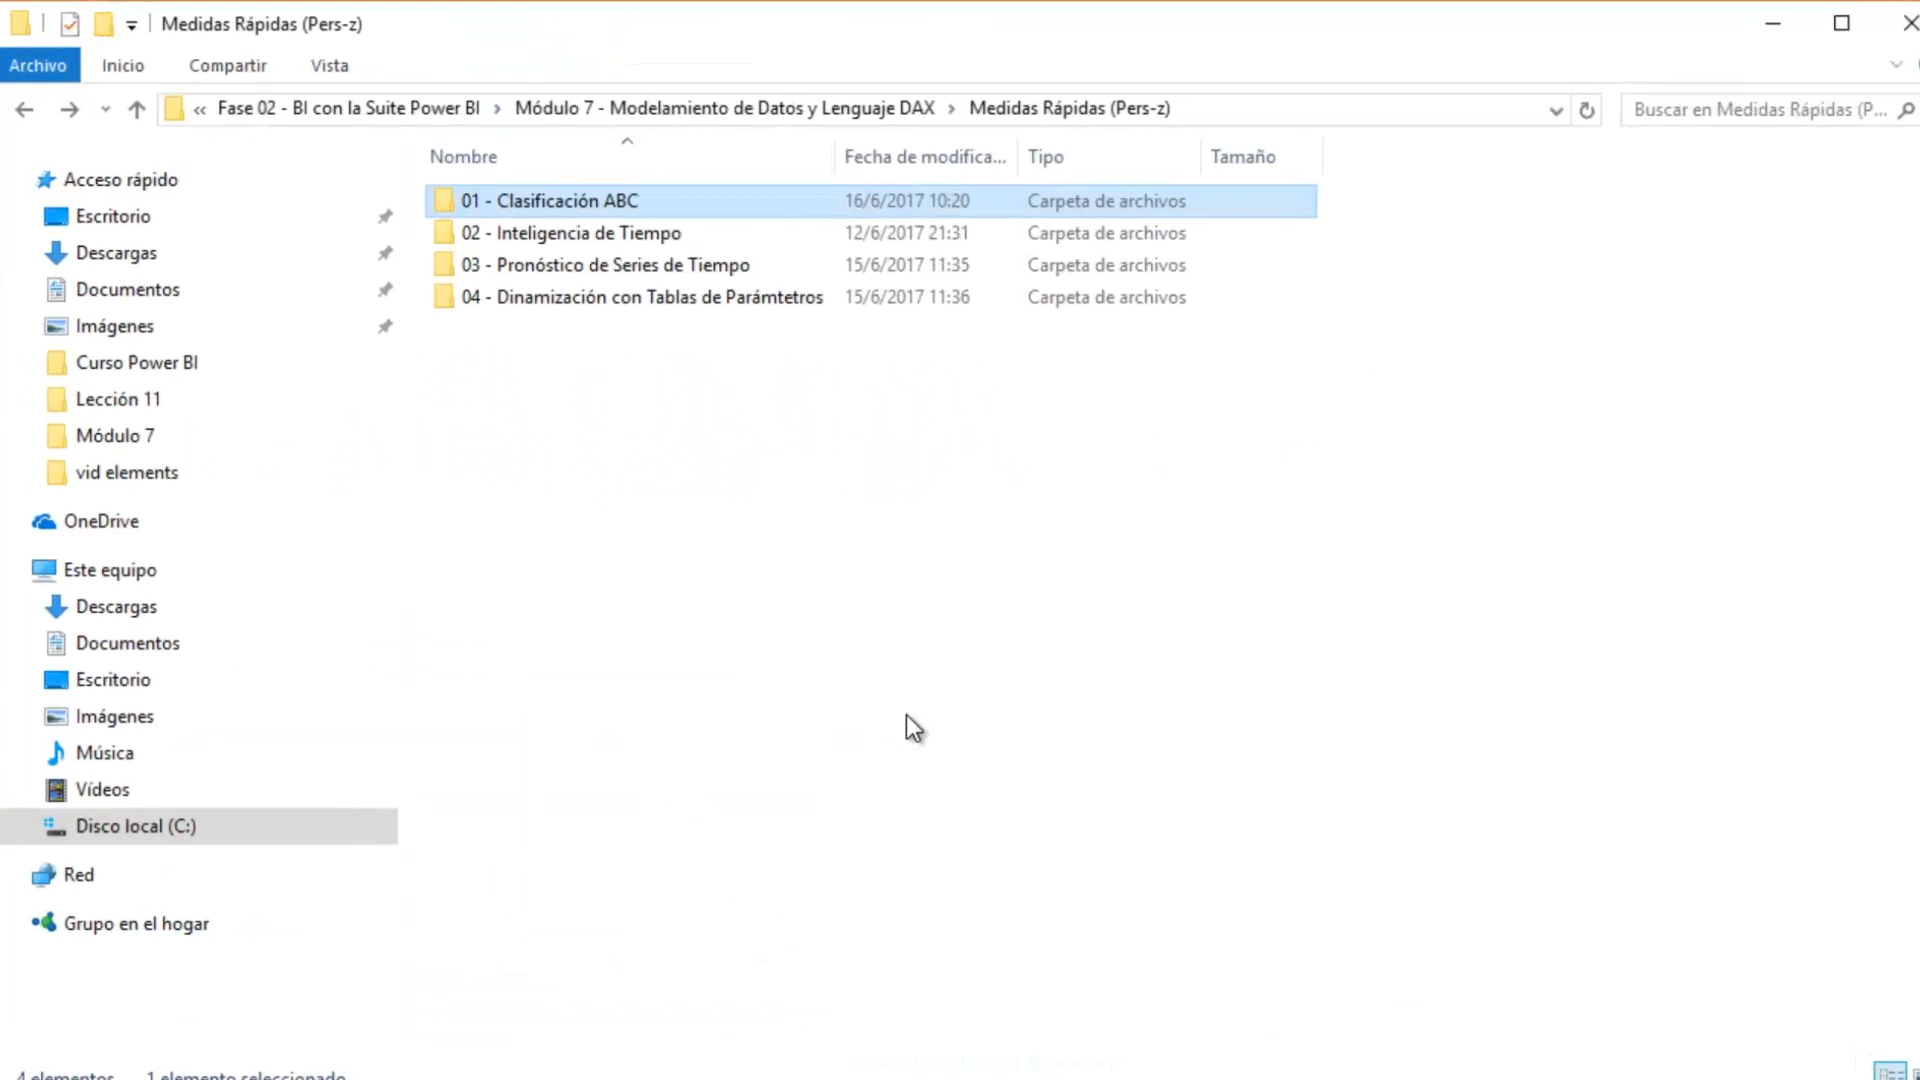 Medidas Rápidas (Pers-z)
Archivo Inicio Compartir Vista
« Fase 02 - BI con la Suite Power BI > Módulo 7 - Modelamiento de Datos y Lenguaje DAX > Medidas Rápidas (Pers-z)
Buscar en Medidas Rápidas (P...
Nombre Fecha de modifica... Tipo Tamaño
01 - Clasificación ABC 16/6/2017 10:20 Carpeta de archivos
02 - Inteligencia de Tiempo 12/6/2017 21:31 Carpeta de archivos
03 - Pronóstico de Series de Tiempo 15/6/2017 11:35 Carpeta de archivos
04 - Dinamización con Tablas de Parámtetros 15/6/2017 11:36 Carpeta de archivos
Acceso rápido
Escritorio
Descargas
Documentos
Imágenes
Curso Power BI
Lección 11
Módulo 7
vid elements
OneDrive
Este equipo
Descargas
Documentos
Escritorio
Imágenes
Música
Vídeos
Disco local (C:)
Red
Grupo en el hogar
4 elementos 1 elemento seleccionado